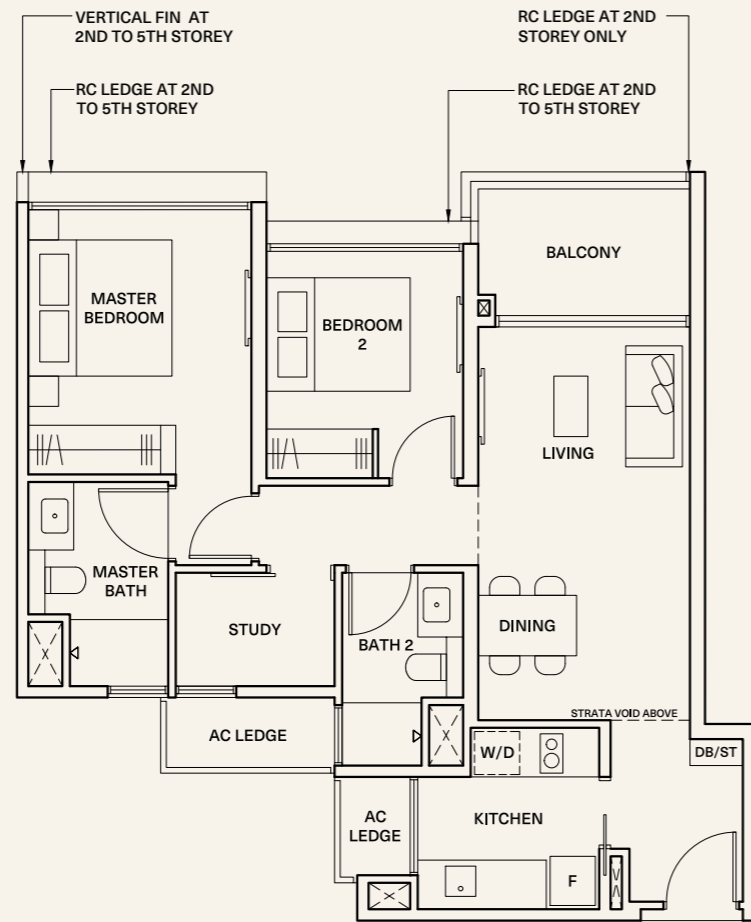 VERTICAL FIN AT
2ND TO 5TH STOREY
RC LEDGE AT 2ND
STOREY ONLY
RC LEDGE AT 2ND
TO 5TH STOREY
RC LEDGE AT 2ND
TO 5TH STOREY
BALCONY
MASTER
BEDROOM
BEDROOM
2
LIVING
MASTER
BATH
STUDY
BATH 2
DINING
STRATA VOID ABOVE
AC LEDGE
W/D
DB/ST
AC
LEDGE
KITCHEN
F